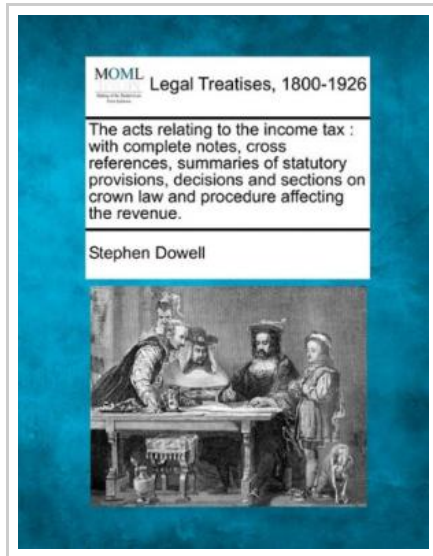 MOML
Legal Treatises, 1800-1926
The acts relating to the income tax :
with complete notes, cross
references, summaries of statutory
provisions, decisions and sections on
crown law and procedure affecting
the revenue.
Stephen Dowell